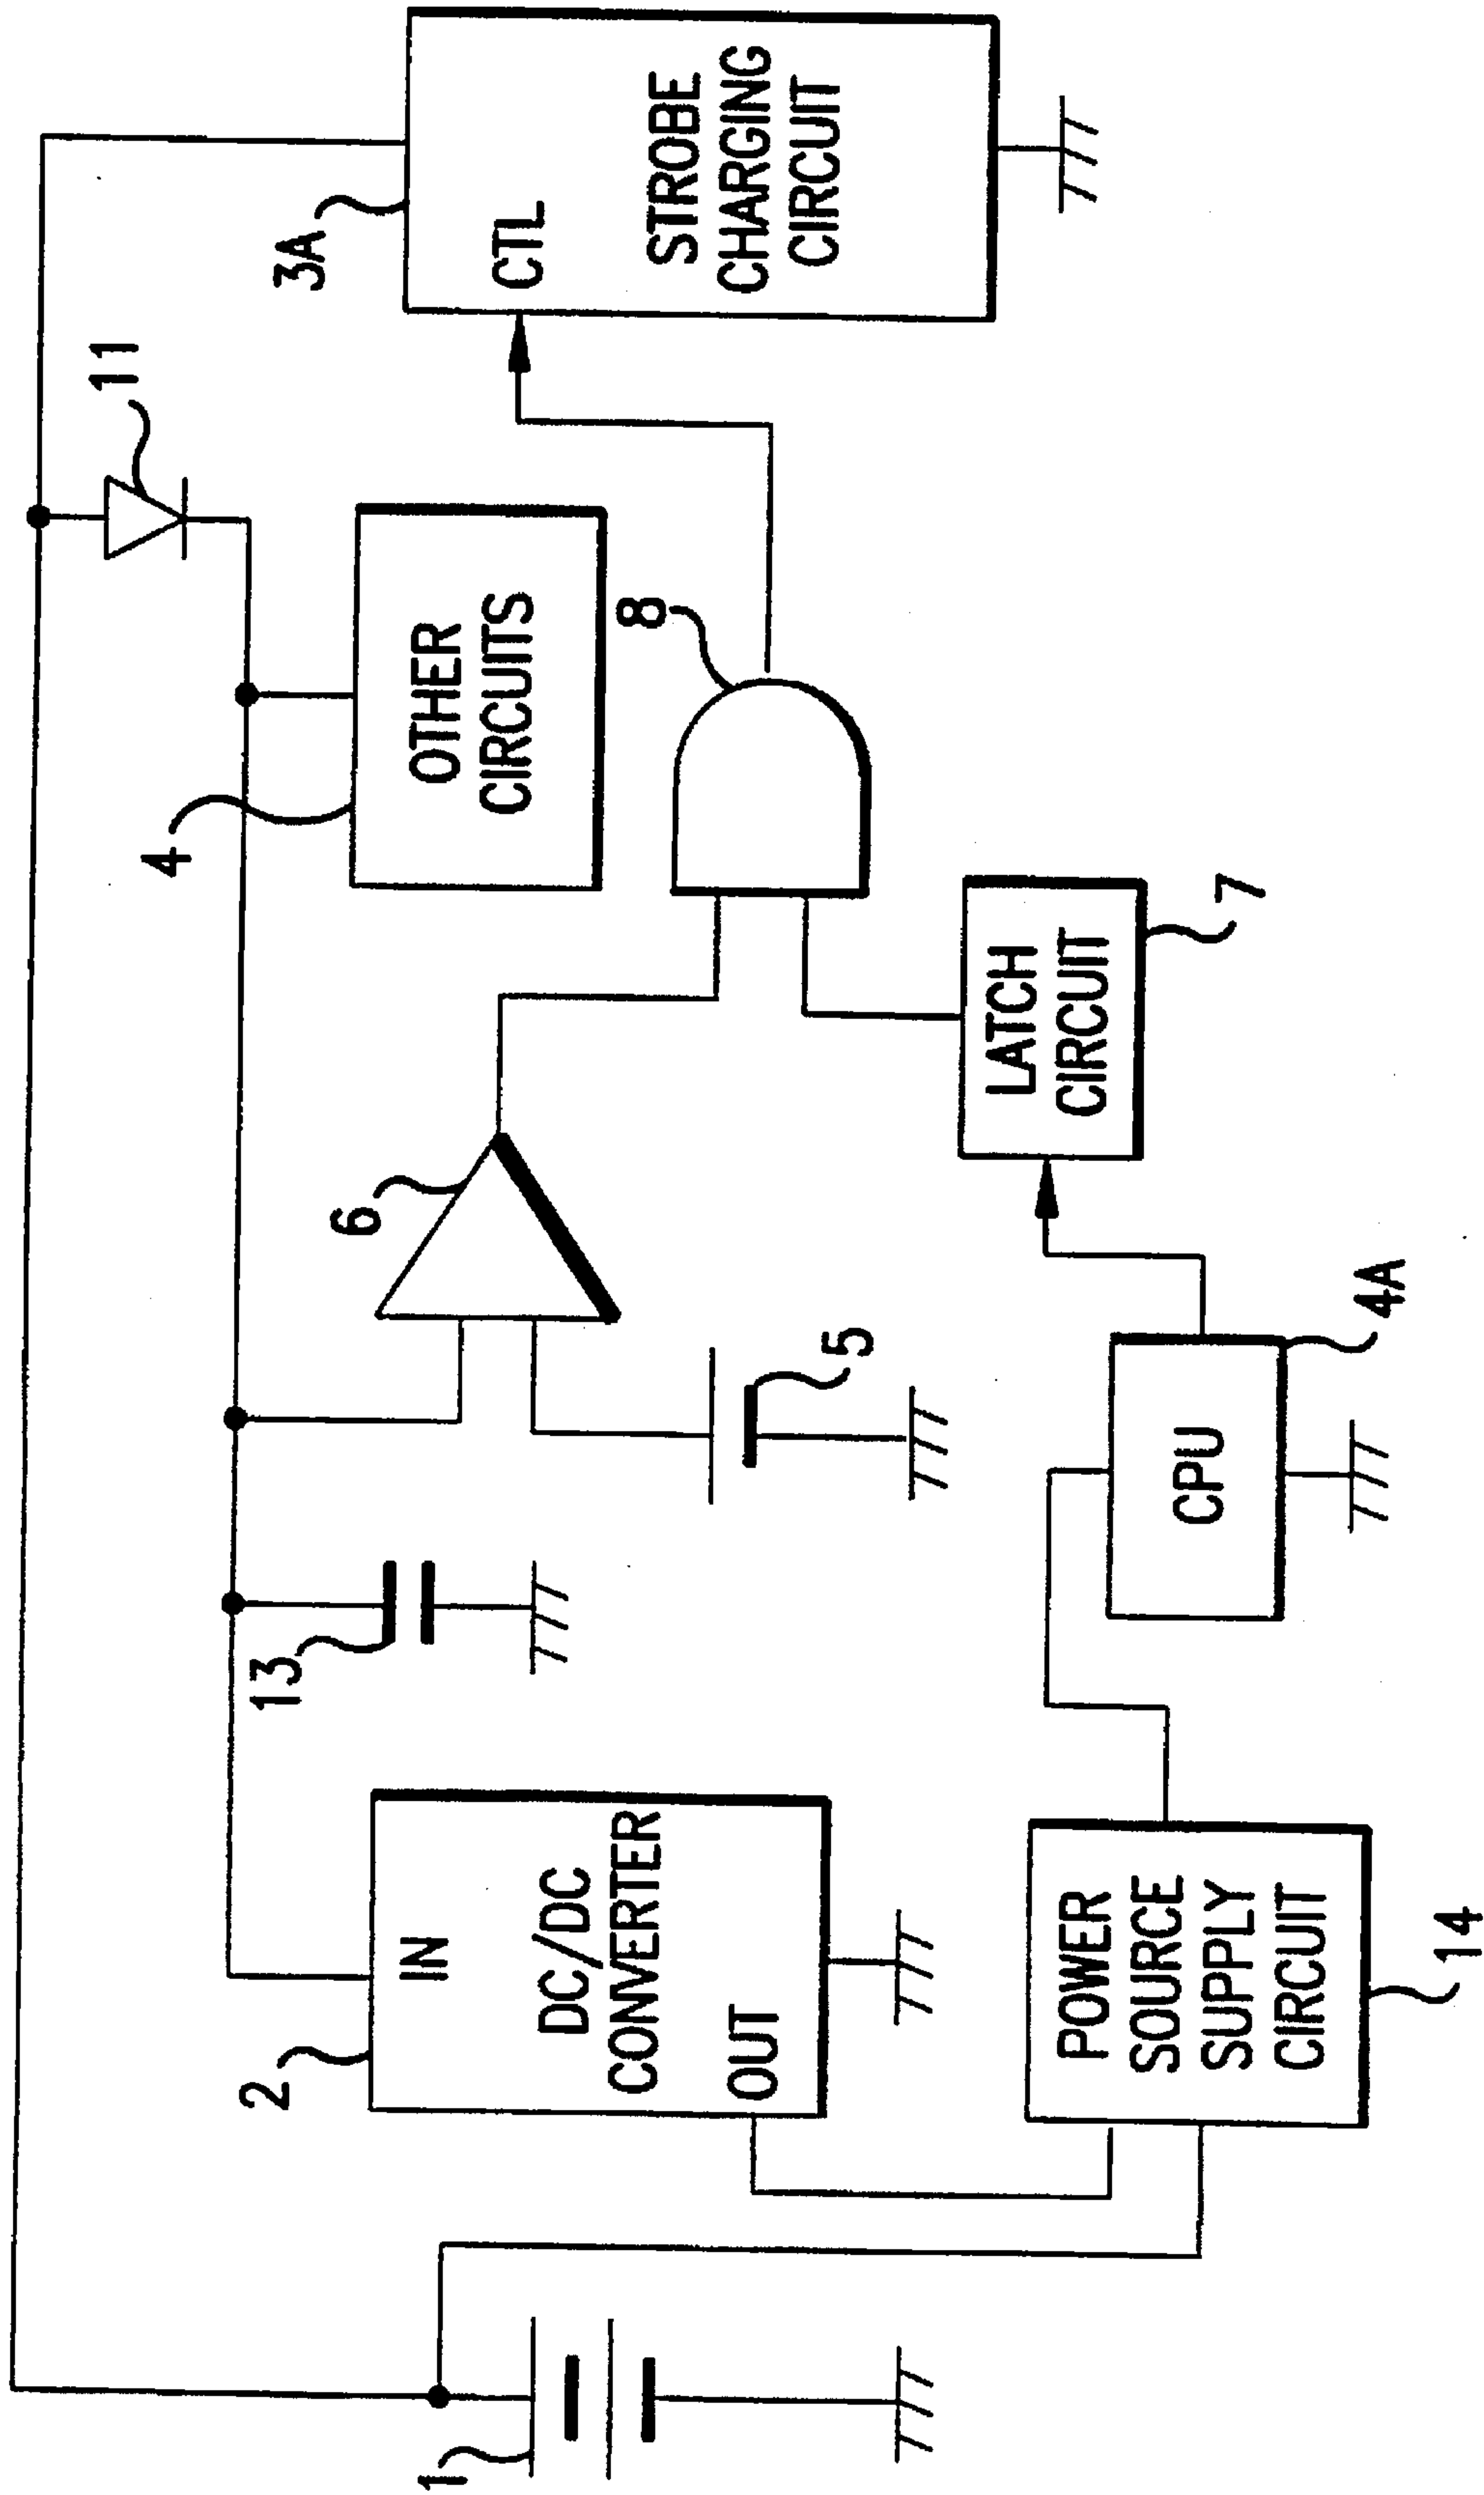 3A
CTL
STROBE
CHARGING
CIRCUIT
11
4
OTHER
CIRCUITS
8
6
LATCH
CIRCUIT
7
5
13
CPU
4A
2
IN
DC/DC
CONVERTER
OUT
POWER
SOURCE
SUPPLY
CIRCUIT
14
1